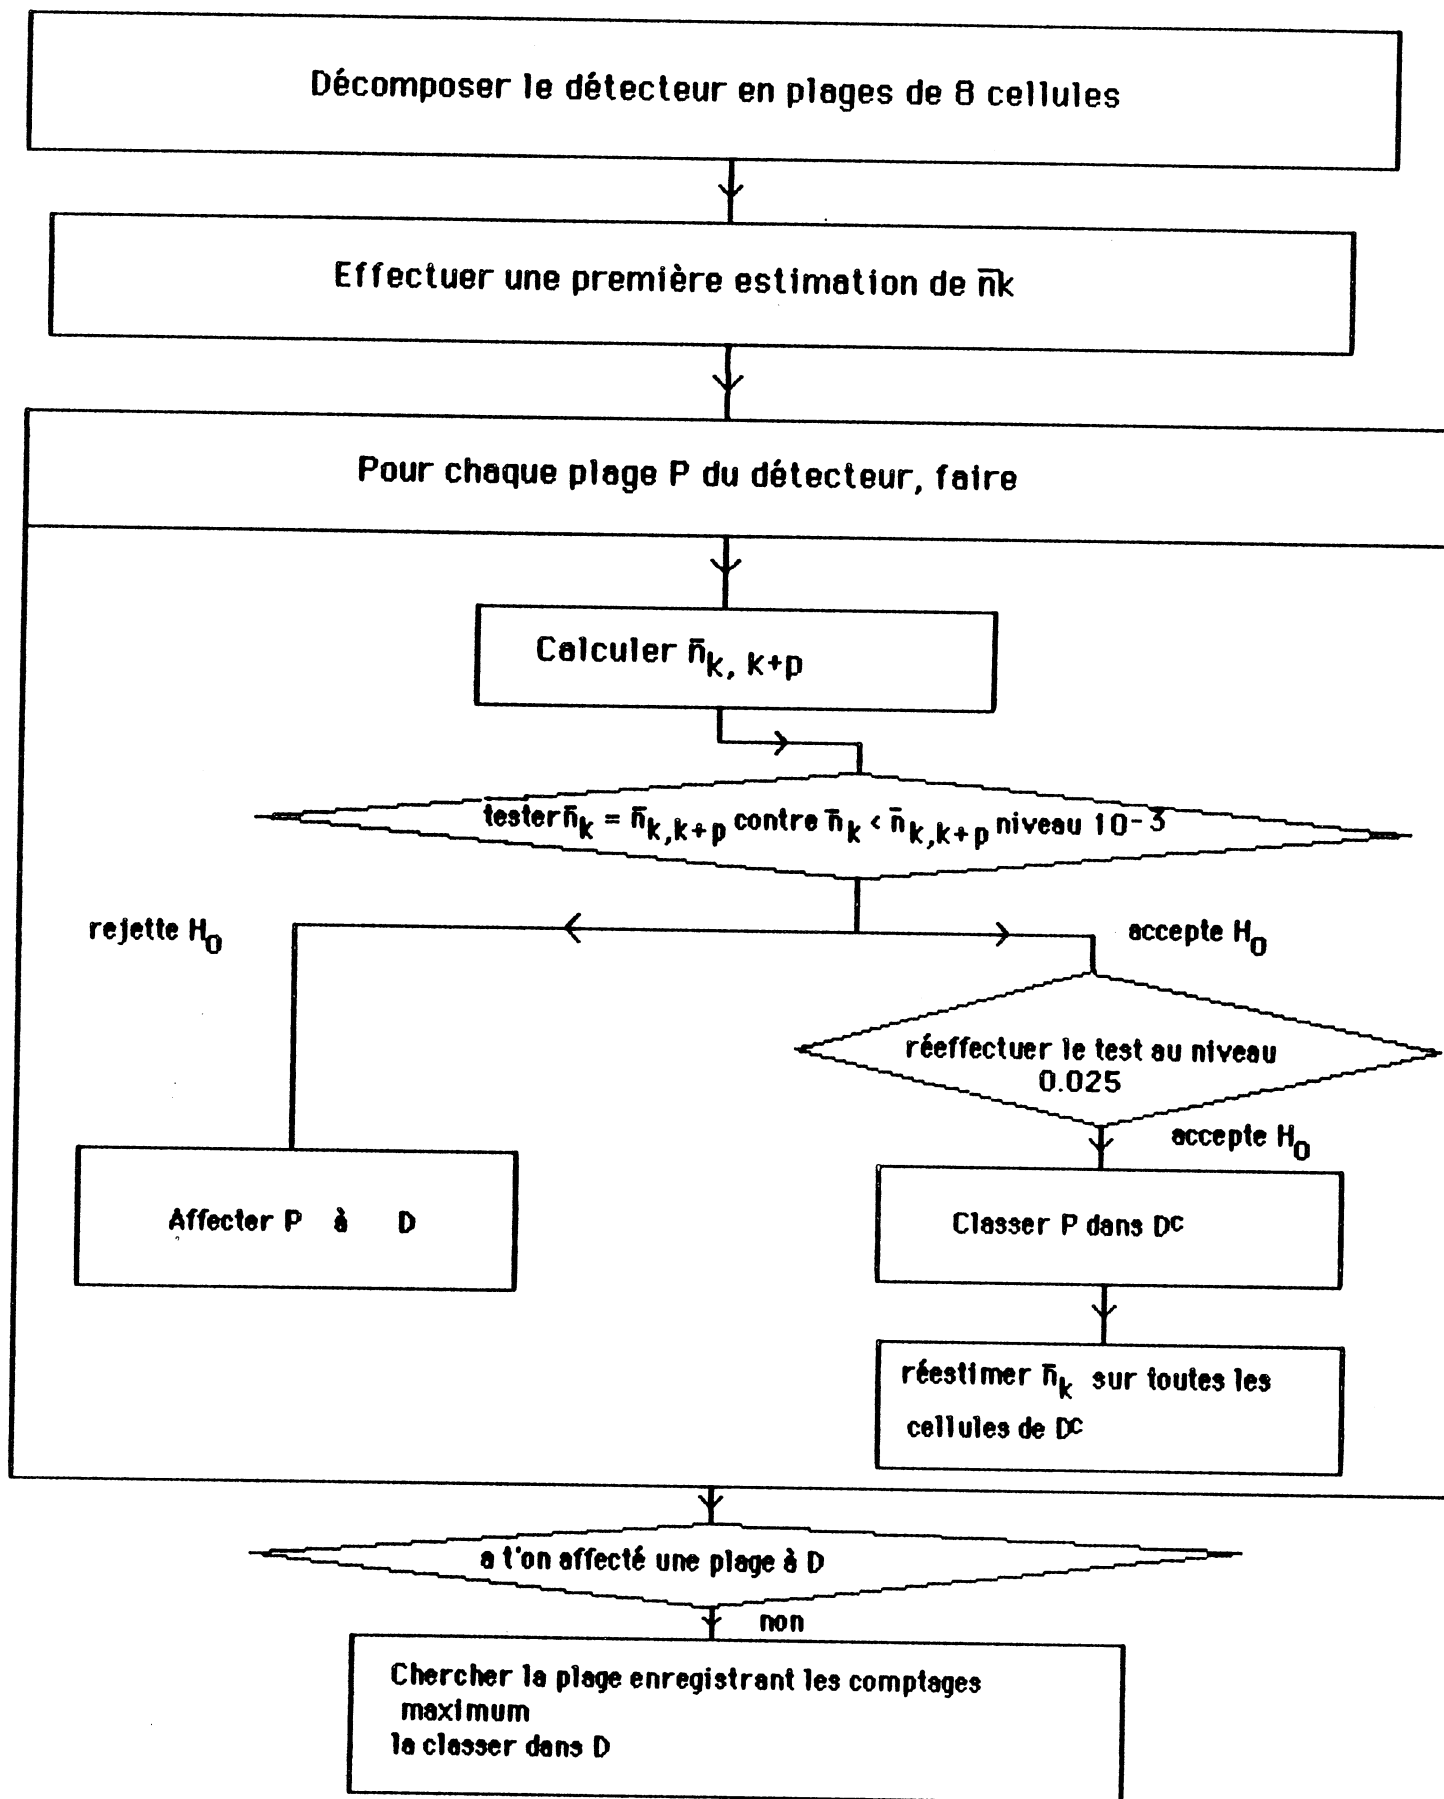 Décomposer le détecteur en plages de 8 cellules
Effectuer une première estimation de n̄k
Pour chaque plage P du détecteur, faire
Calculer n̄k, k+p
tester n̄k = n̄k,k+p contre n̄k < n̄k,k+p niveau 10-3
rejette H0
accepte H0
réeffectuer le test au niveau
0.025
accepte H0
Affecter P à D
Classer P dans Dc
réestimer n̄k sur toutes les
cellules de Dc
a t'on affecté une plage à D
non
Chercher la plage enregistrant les comptages
maximum
la classer dans D